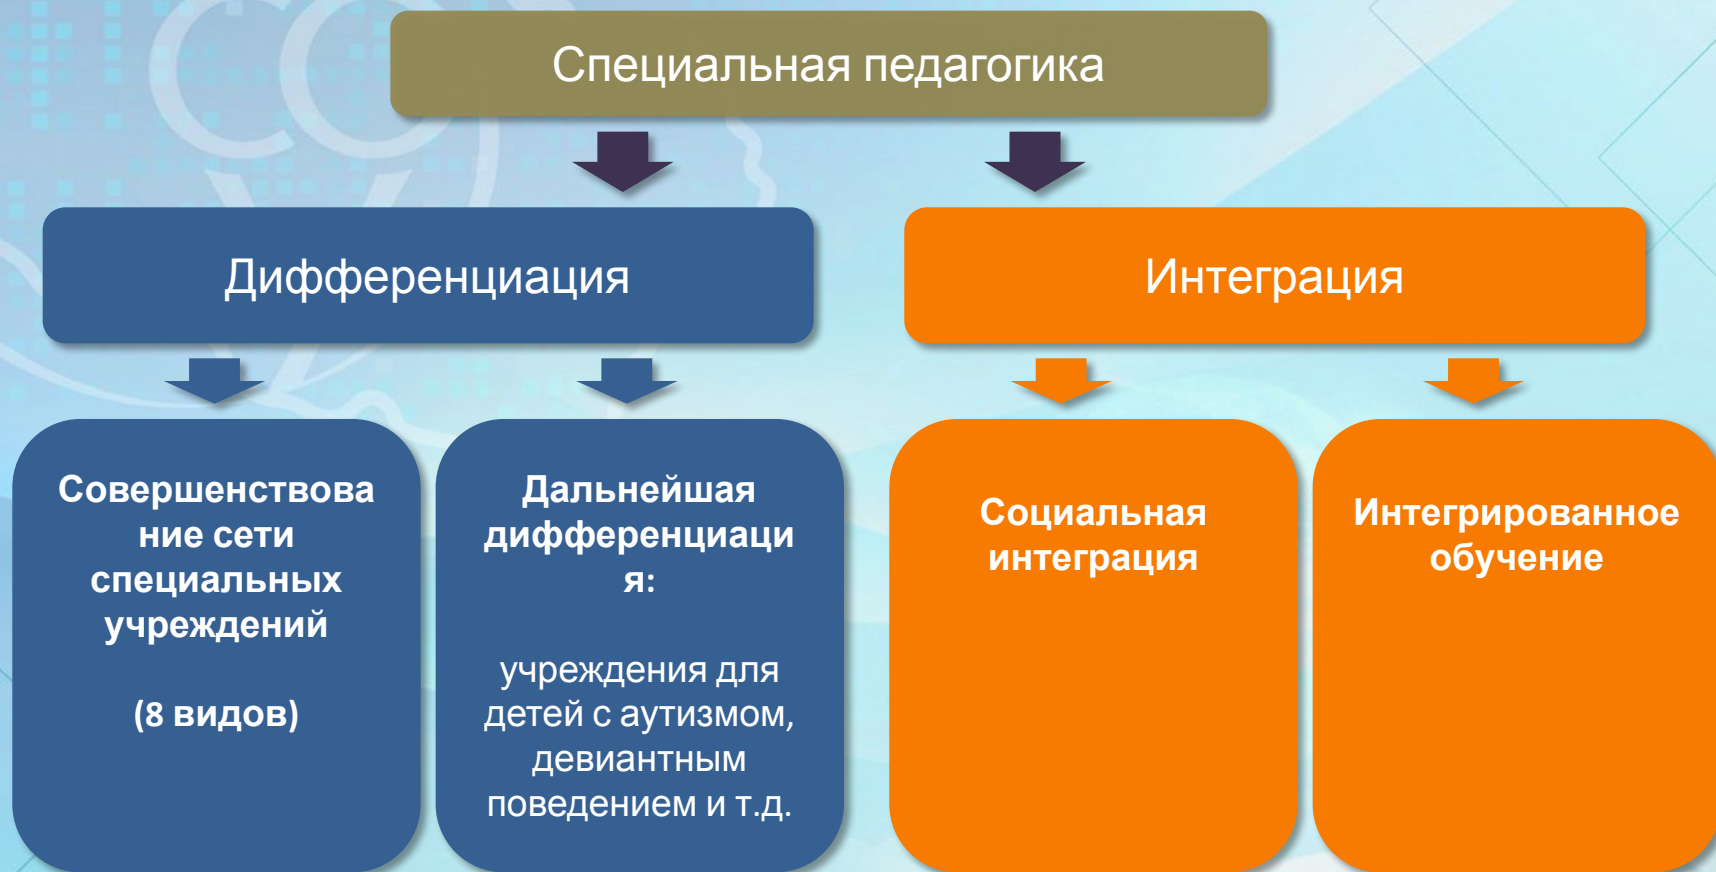 Специальная педагогика
Дифференциация
Интеграция
Совершенствова
ние сети
специальных
учреждений
(8 видов)
Дальнейшая
дифференциаци
я:
учреждения для
детей с аутизмом,
девиантным
поведением и т.д.
Социальная
интеграция
Интегрированное
обучение